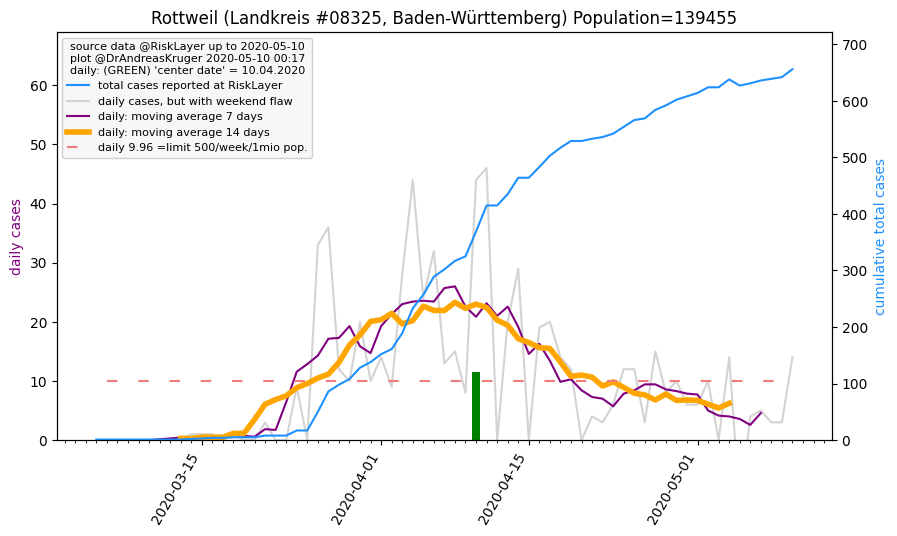 Rottweil (Landkreis #08325, Baden-Württemberg) Population=139455
source data @RiskLayer up to 2020-05-10
plot @DrAndreasKruger 2020-05-10 00:17
daily: (GREEN) 'center date' = 10.04.2020
total cases reported at RiskLayer
daily cases, but with weekend flaw
daily: moving average 7 days
daily: moving average 14 days
daily 9.96 =limit 500/week/1mio pop.
daily cases
60
50
40
30
20
10
0
700
600
500
400
300
200
100
0
cumulative total cases
2020-03-15
2020-04-01
2020-04-15
2020-05-01